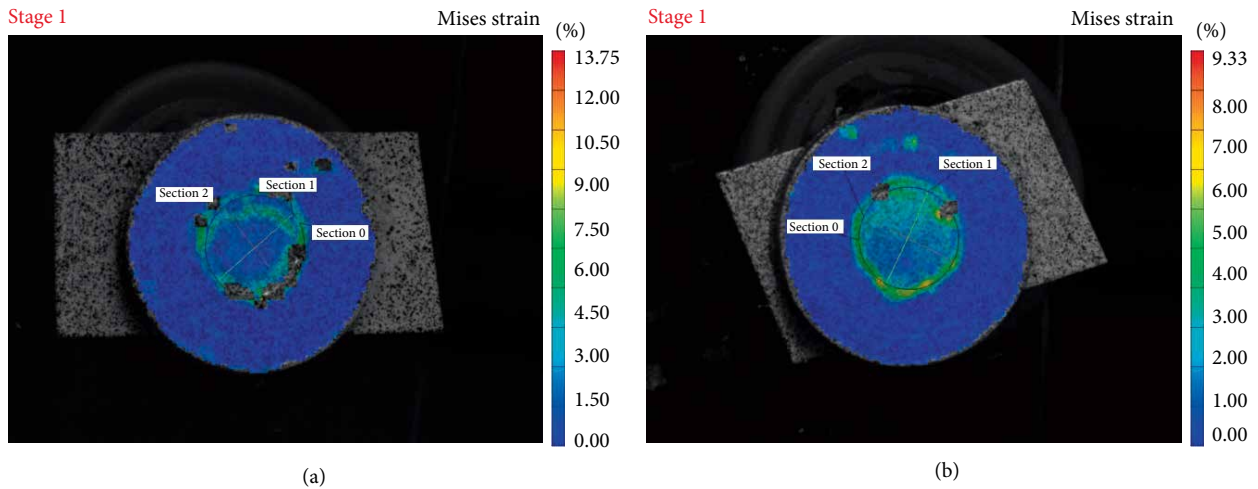 Stage 1
Mises strain
(%)
13.75
12.00
10.50
9.00
7.50
6.00
4.50
3.00
1.50
0.00
Section 2
Section 1
Section 0
(a)
Stage 1
Mises strain
(%)
9.33
8.00
7.00
6.00
5.00
4.00
3.00
2.00
1.00
0.00
Section 2
Section 1
Section 0
(b)